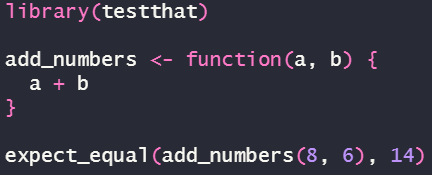 library(testthat)
add_numbers <- function(a, b) {
  a + b
}
expect_equal(add_numbers(8, 6), 14)